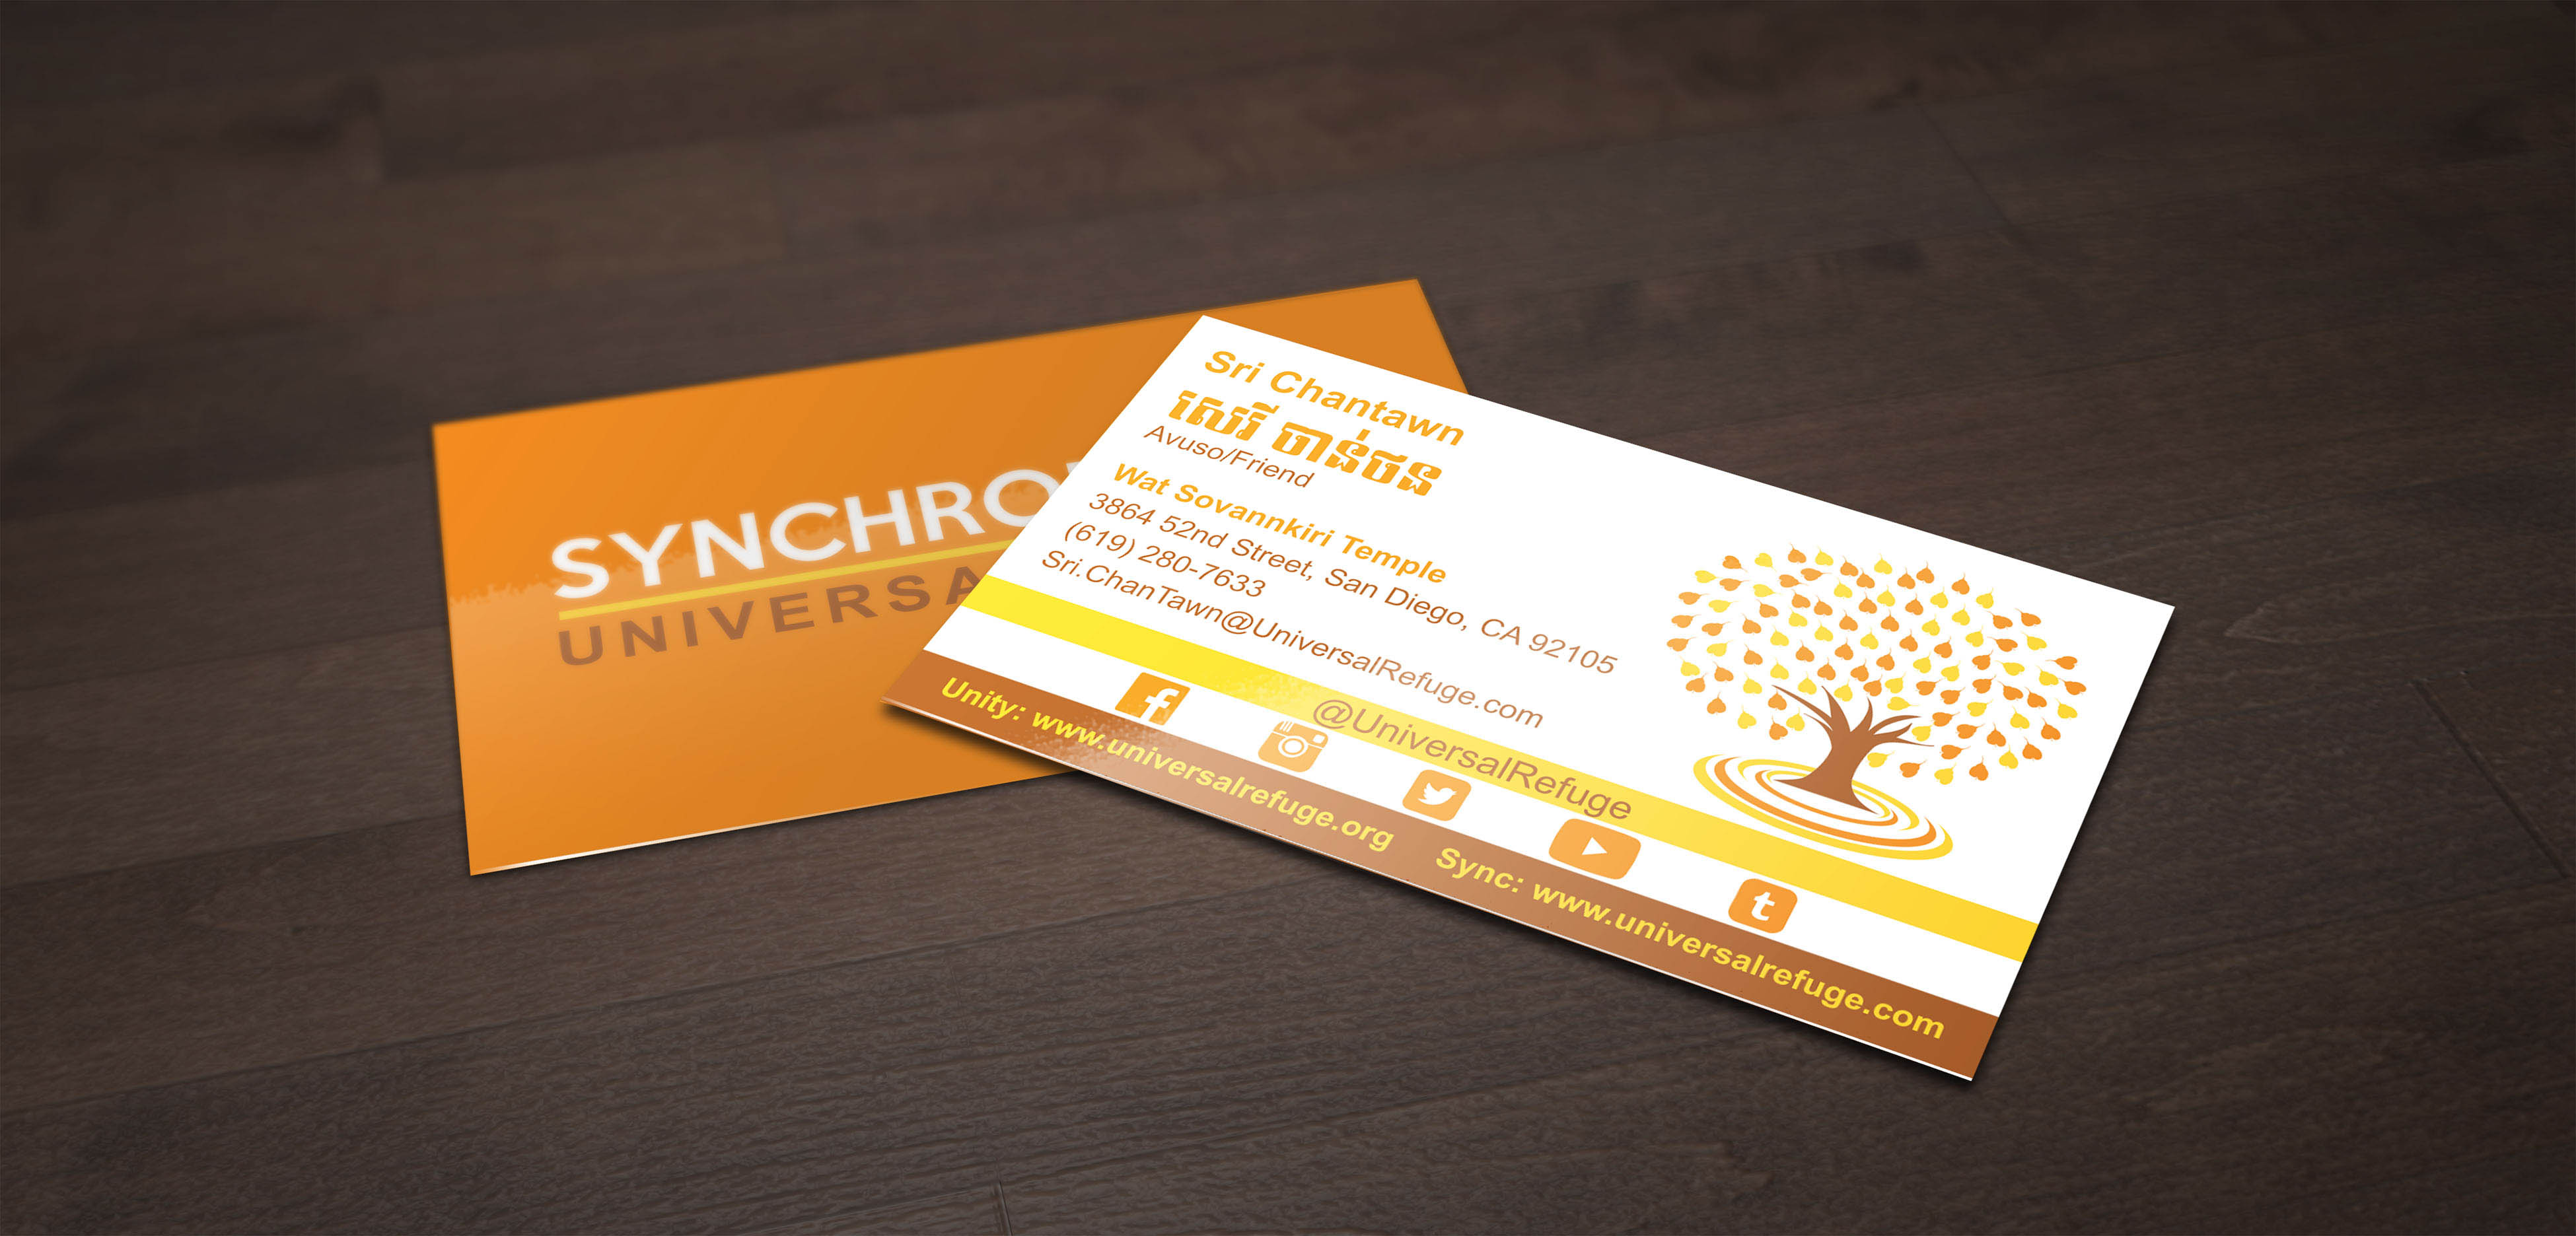 SYNCHRO
UNIVERSA
Sri Chantawn
សេរី ចាន់ថន
Avuso/Friend
Wat Sovannkiri Temple
3864 52nd Street, San Diego, CA 92105
(619) 280-7633
Sri.ChanTawn@UniversalRefuge.com
@UniversalRefuge
Unity: www.universalrefuge.org Sync: www.universalrefuge.com